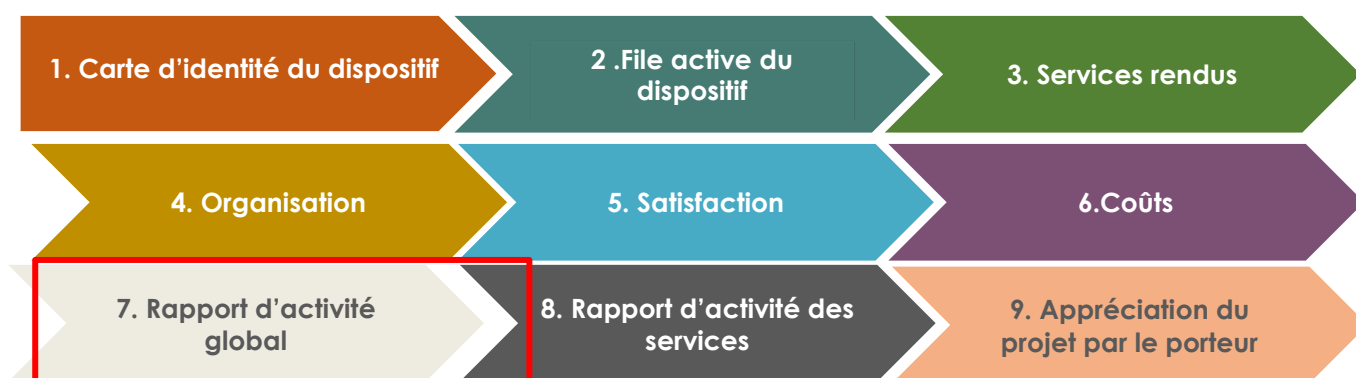 1. Carte d’identité du dispositif
2 .File active du
dispositif
3. Services rendus
4. Organisation
5. Satisfaction
6.Coûts
7. Rapport d’activité
global
8. Rapport d’activité des
services
9. Appréciation du
projet par le porteur